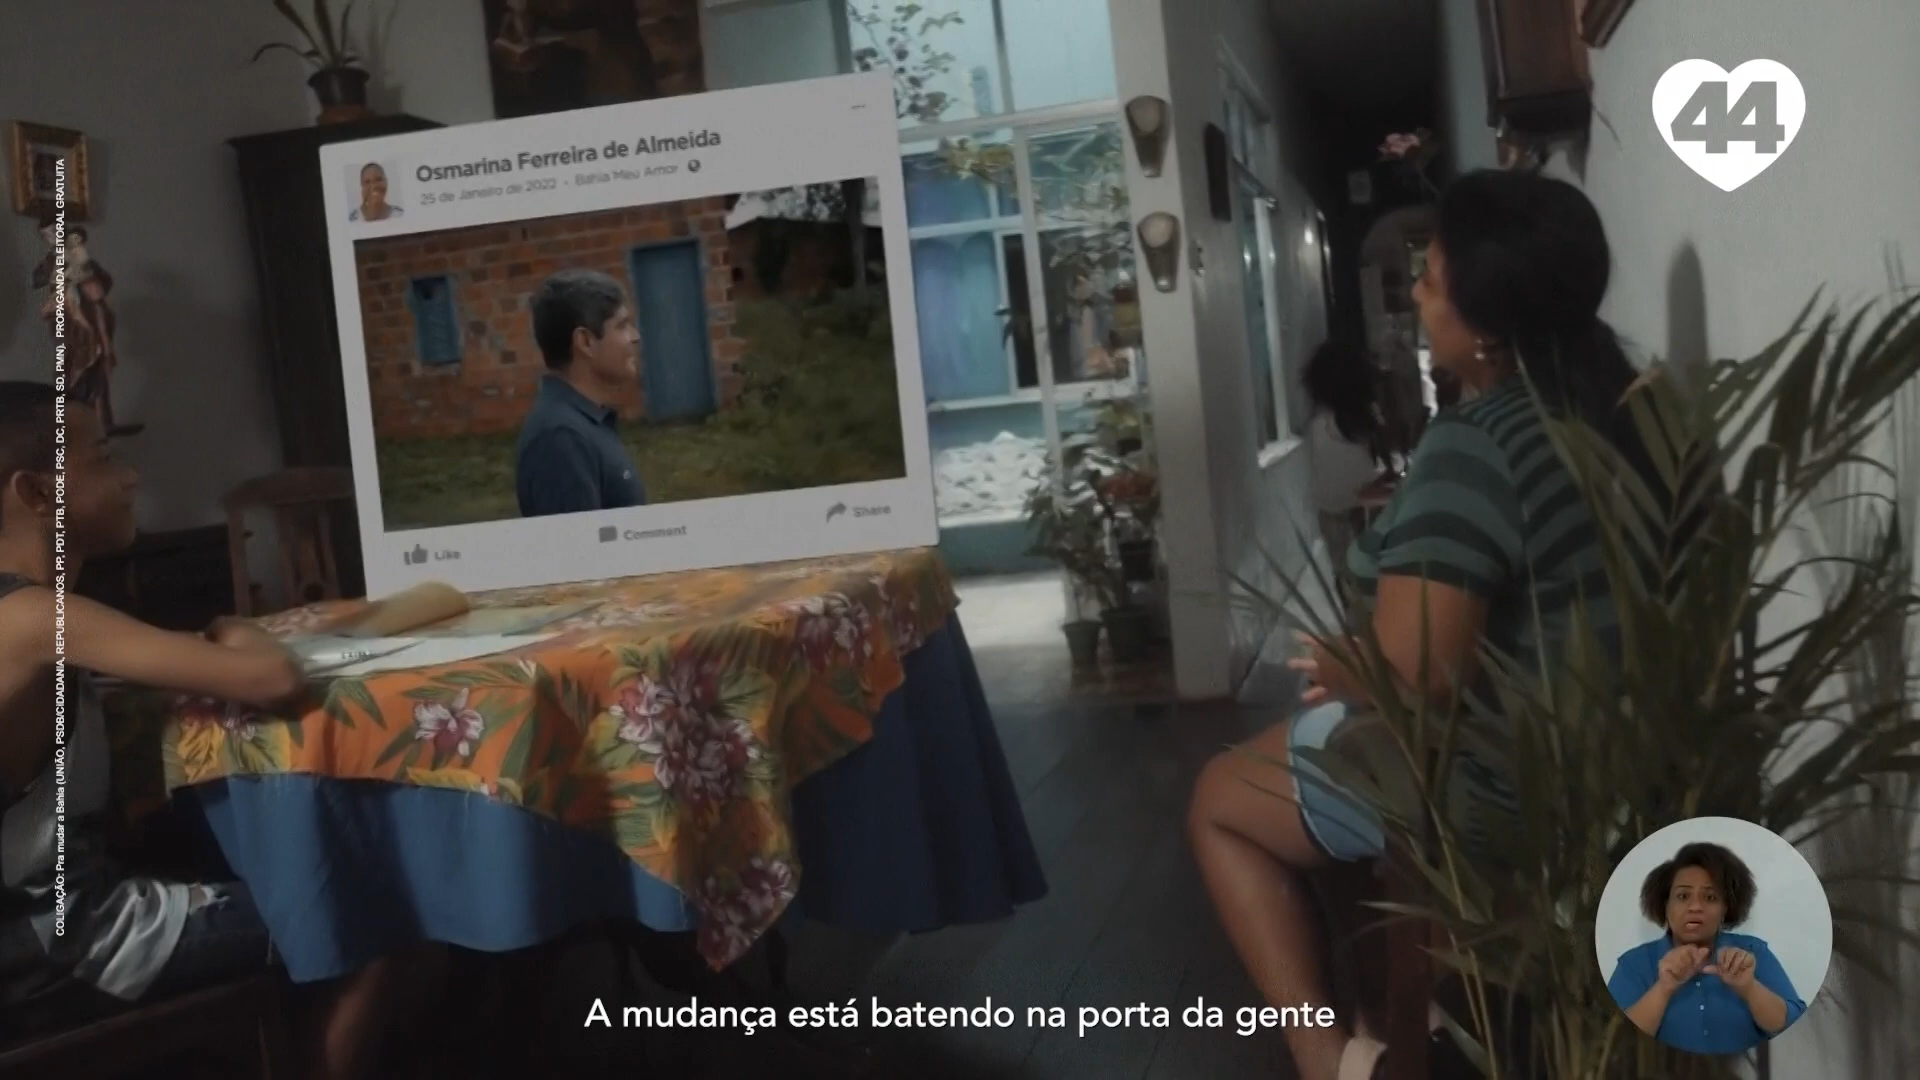 44
Osmarina Ferreira de Almeida
25 de Janeiro de 2022 - Bahia Meu Amor
Like
Comment
Share
COLIGAÇÃO: Pra mudar a Bahia (UNIÃO, PSDB/CIDADANIA, REPUBLICANOS, PP, PDT, PTB, PODE, PSC, DC, PRTB, SD, PMN). PROPAGANDA ELEITORAL GRATUITA
A mudança está batendo na porta da gente